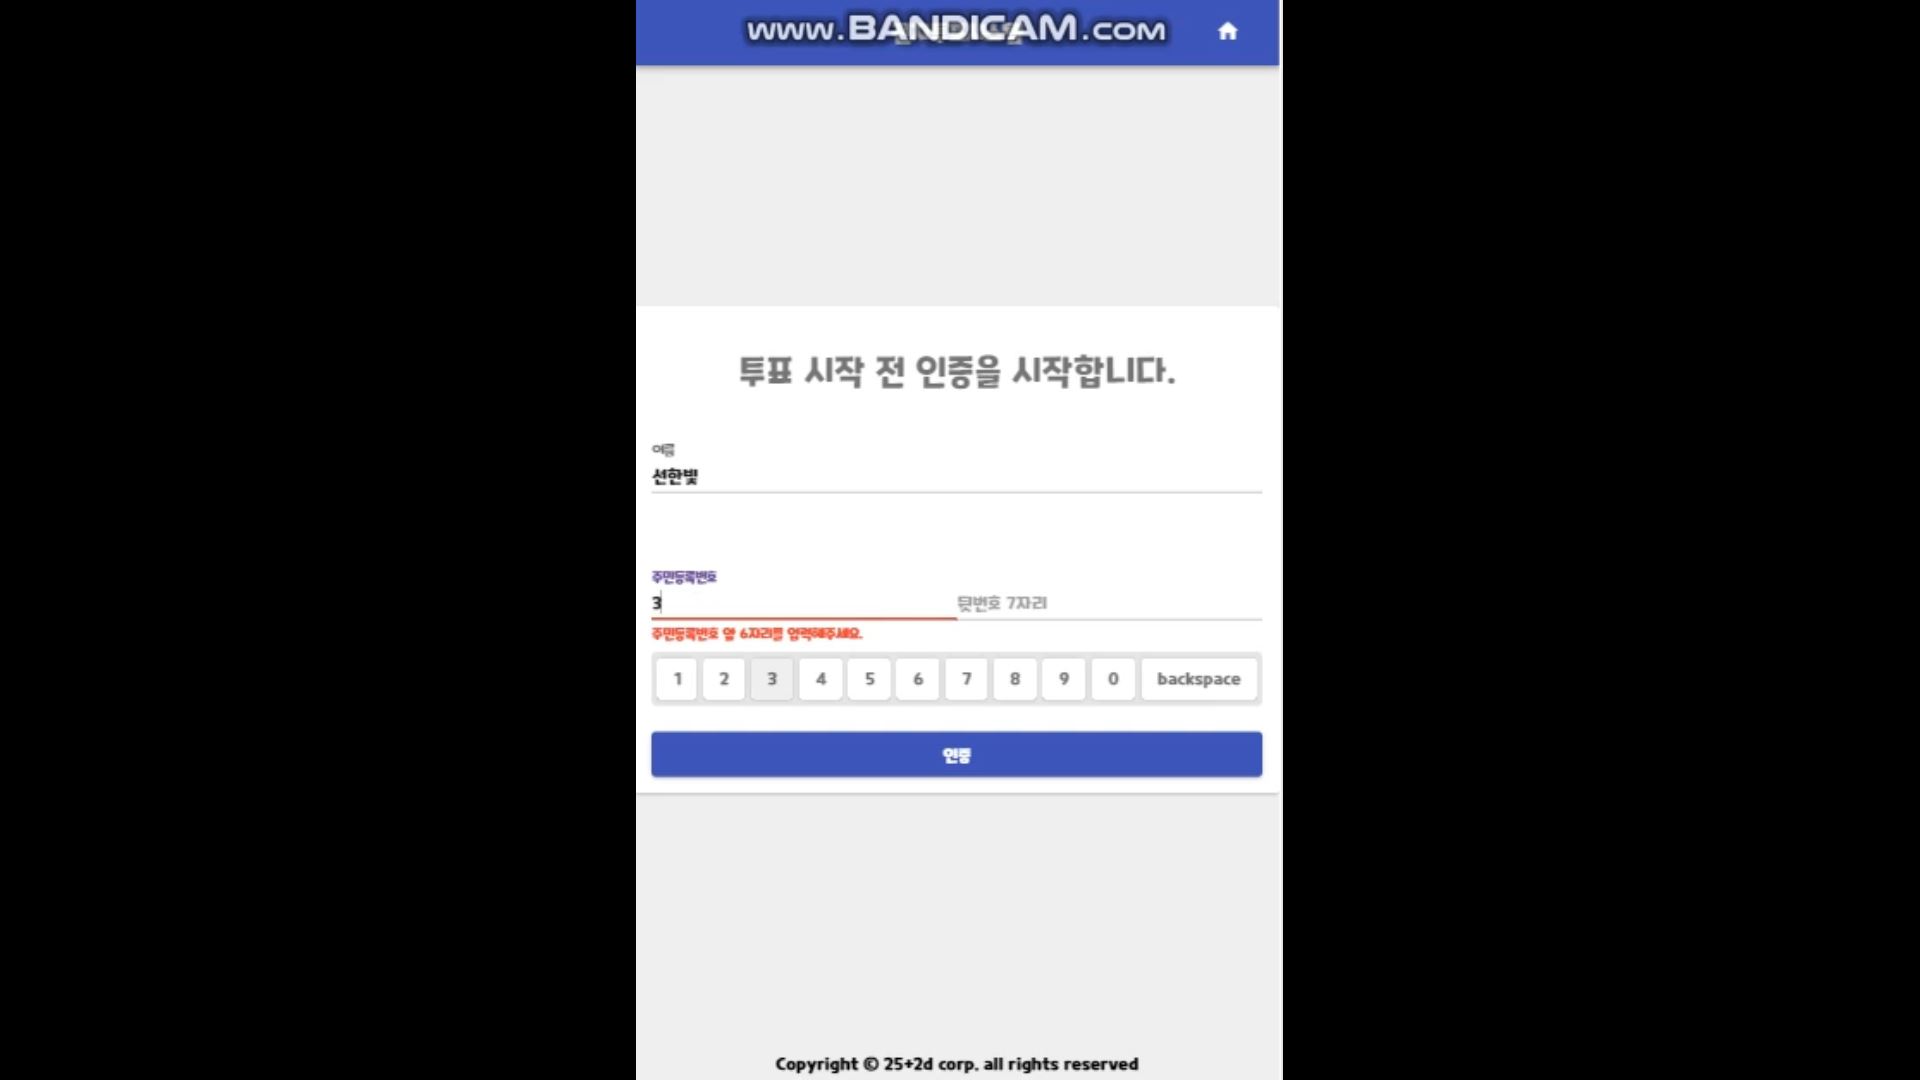 www.BANDICAM.com
투표 시작 전 인증을 시작합니다.
이름
선한빛
주민등록번호
3
뒷번호 7자리
주민등록번호 앞 6자리를 입력해주세요.
1 2 3 4 5 6 7 8 9 0 backspace
인증
Copyright © 25+2d corp. all rights reserved